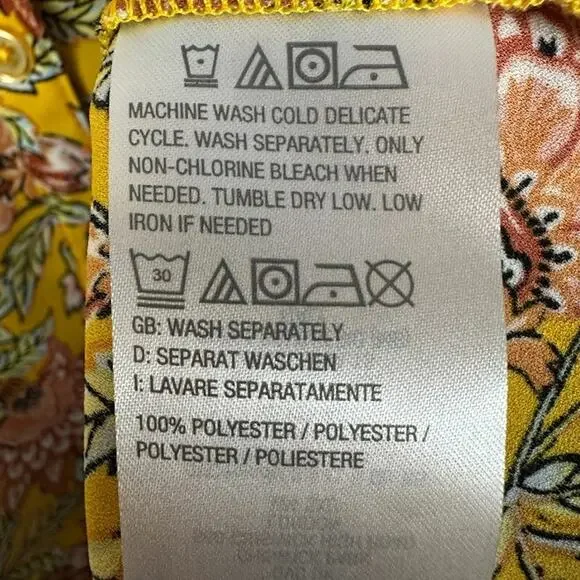 MACHINE WASH COLD DELICATE
CYCLE. WASH SEPARATELY. ONLY
NON-CHLORINE BLEACH WHEN
NEEDED. TUMBLE DRY LOW. LOW
IRON IF NEEDED
30
GB: WASH SEPARATELY
D: SEPARAT WASCHEN
I: LAVARE SEPARATAMENTE
100% POLYESTER / POLYESTER /
POLYESTER / POLIESTERE